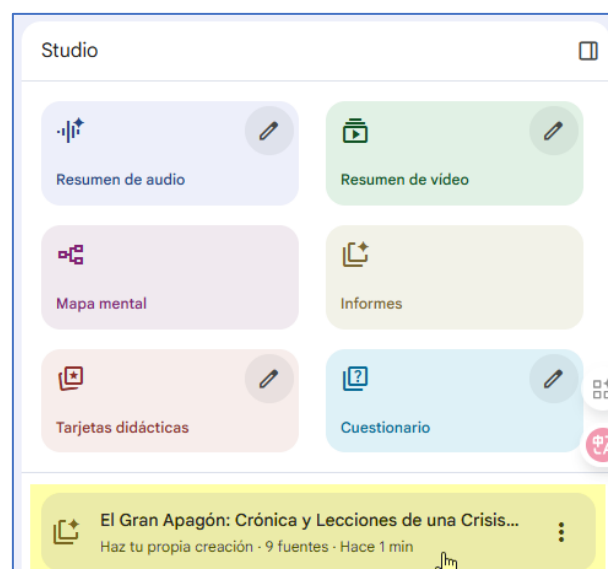 Studio
Resumen de audio
Resumen de vídeo
Mapa mental
Informes
Tarjetas didácticas
Cuestionario
El Gran Apagón: Crónica y Lecciones de una Crisis...
Haz tu propia creación · 9 fuentes · Hace 1 min